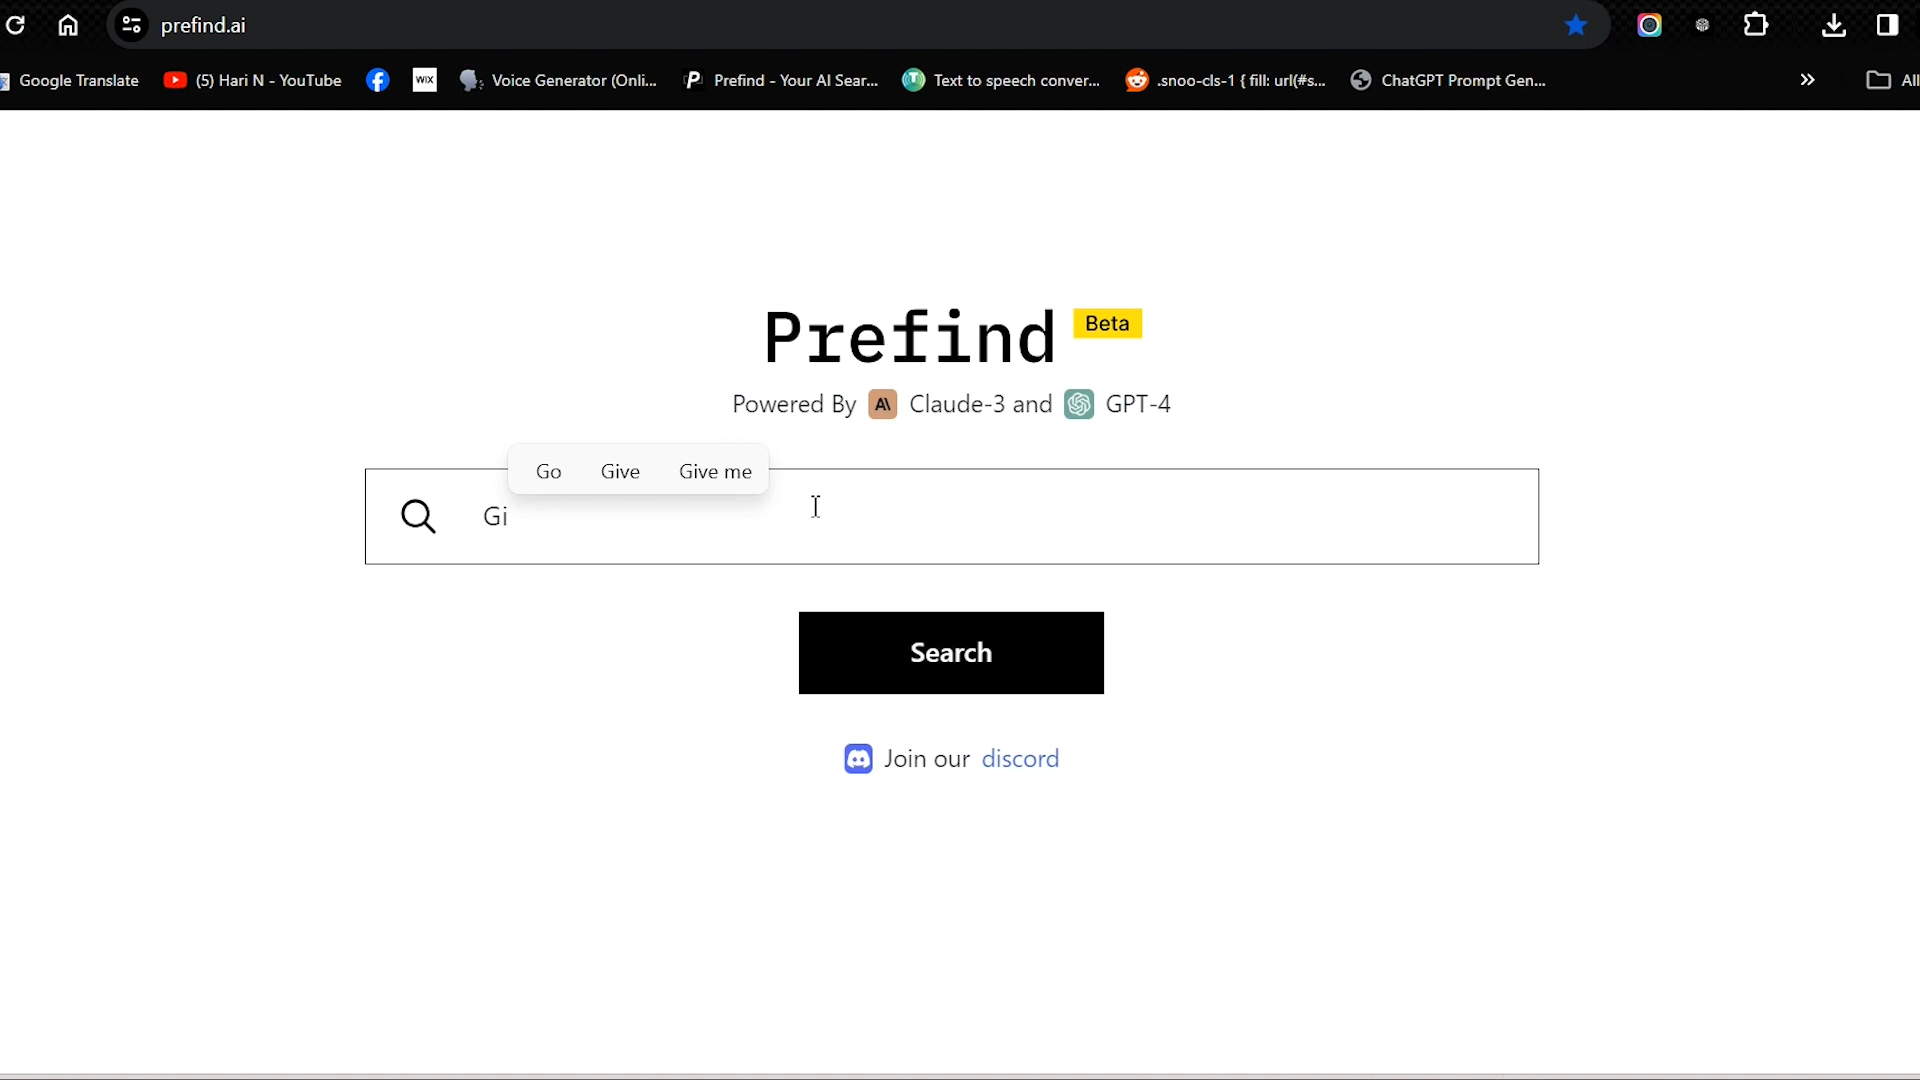 prefind.ai
Google Translate (5) Hari N - YouTube WIX Voice Generator (Onli... Prefind - Your AI Sear... Text to speech conver... .snoo-cls-1 { fill: url(#s... ChatGPT Prompt Gen... » All
Prefind Beta
Powered By Claude-3 and GPT-4
Go Give Give me
Gi
Search
Join our discord